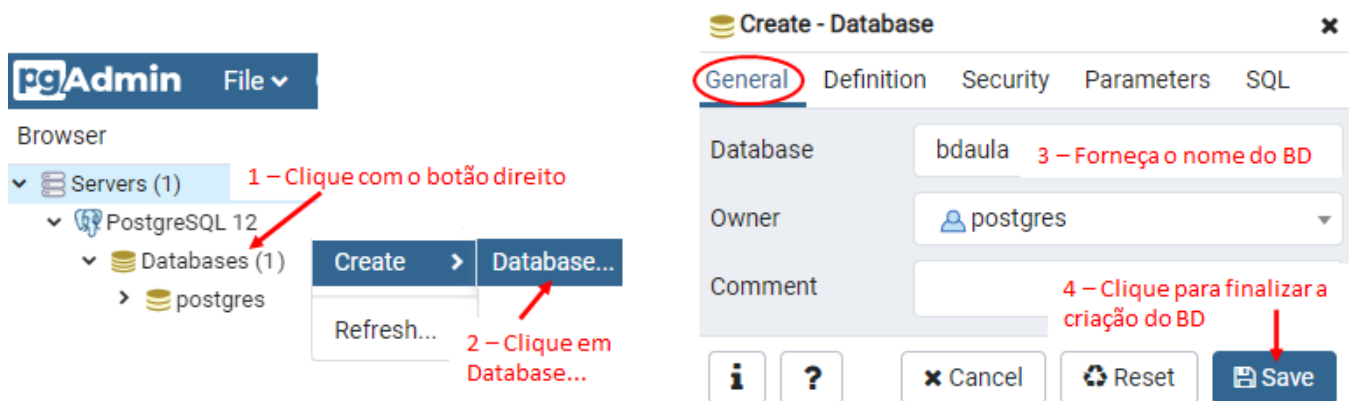 pgAdmin File
Browser
Servers (1)
1 – Clique com o botão direito
PostgreSQL 12
Databases (1)
postgres
Create
Database...
Refresh...
2 – Clique em
Database...
Create - Database
General Definition Security Parameters SQL
Database
bdaula
3 – Forneça o nome do BD
Owner
postgres
Comment
4 – Clique para finalizar a
criação do BD
i ? Cancel Reset Save